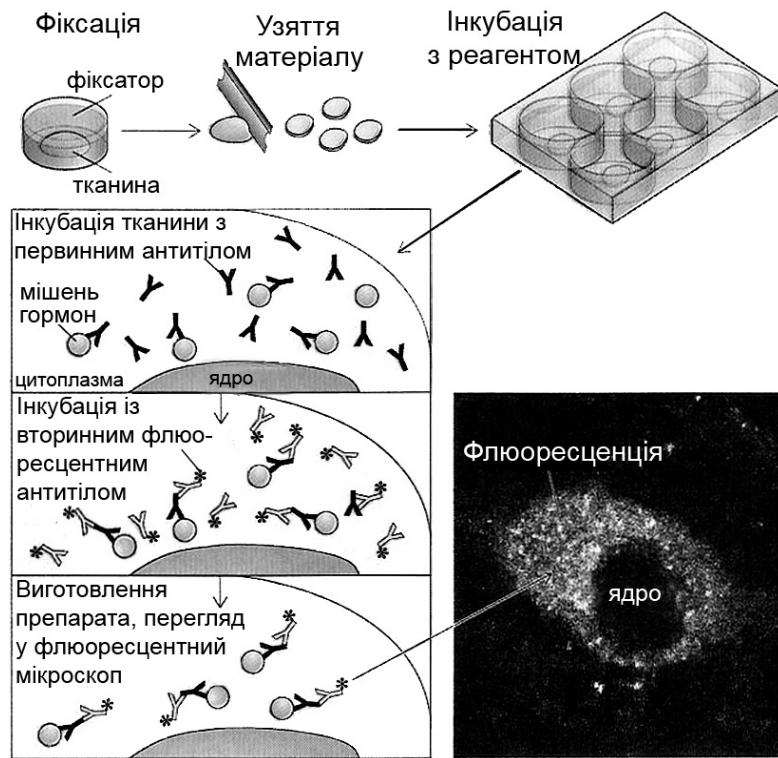 Фіксація
Узяття
матеріалу
Інкубація
з реагентом
фіксатор
тканина
Інкубація тканини з
первинним антитілом
мішень
гормон
цитоплазма
ядро
Інкубація із
вторинним флюо-
ресцентним
антитілом
Виготовлення
препарата, перегляд
у флюоресцентний
мікроскоп
Флюоресценція
ядро